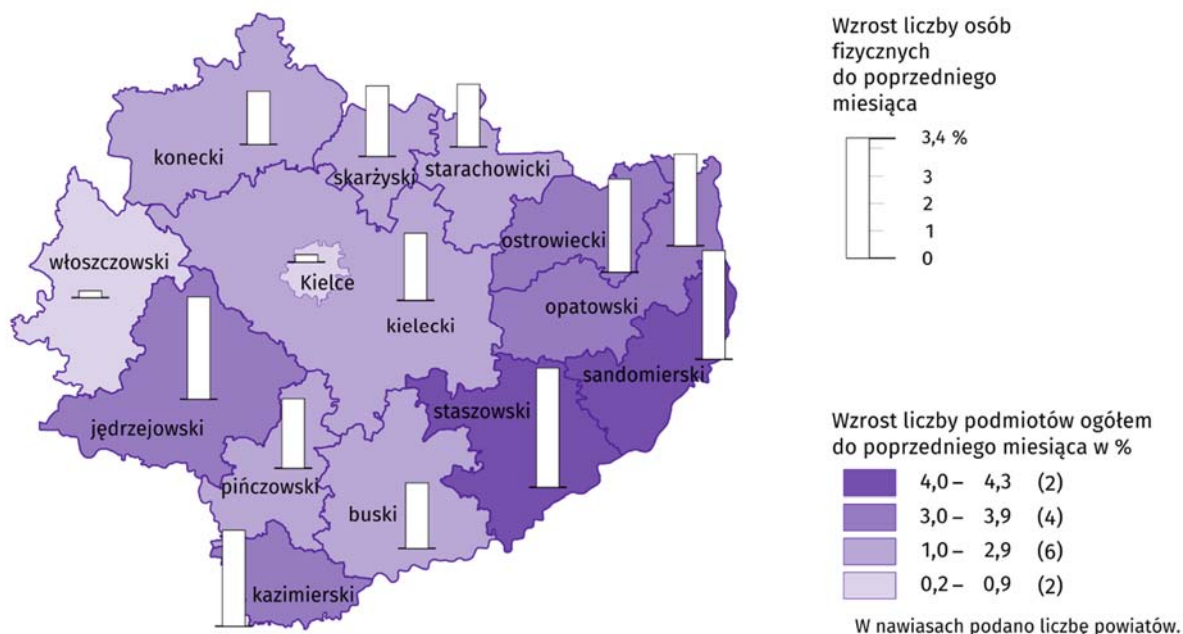 Wzrost liczby osób
fizycznych
do poprzedniego
miesiąca
3,4 %
3
2
1
0
konecki
skarżyski
starachowicki
ostrowiecki
włoszczowski
Kielce
opatowski
kielecki
sandomierski
staszowski
jędrzejowski
pińczowski
buski
kazimierski
Wzrost liczby podmiotów ogółem
do poprzedniego miesiąca w %
4,0 – 4,3 (2)
3,0 – 3,9 (4)
1,0 – 2,9 (6)
0,2 – 0,9 (2)
W nawiasach podano liczbę powiatów.